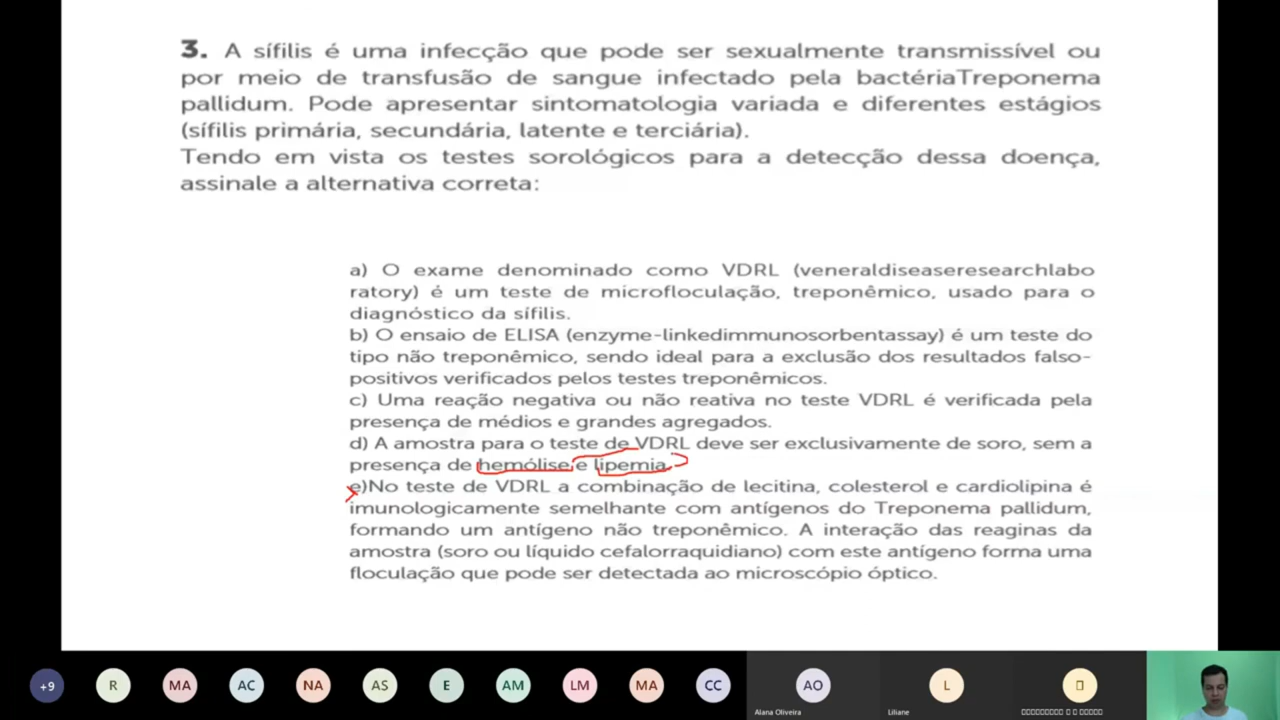 3. A sífilis é uma infecção que pode ser sexualmente transmissível ou
por meio de transfusão de sangue infectado pela bactériaTreponema
pallidum. Pode apresentar sintomatologia variada e diferentes estágios
(sífilis primária, secundária, latente e terciária).
Tendo em vista os testes sorológicos para a detecção dessa doença,
assinale a alternativa correta:
a) O exame denominado como VDRL (veneraldiseaseresearchlabo
ratory) é um teste de microfloculação, treponêmico, usado para o
diagnóstico da sífilis.
b) O ensaio de ELISA (enzyme-linkedimmunosorbentassay) é um teste do
tipo não treponêmico, sendo ideal para a exclusão dos resultados falso-
positivos verificados pelos testes treponêmicos.
c) Uma reação negativa ou não reativa no teste VDRL é verificada pela
presença de médios e grandes agregados.
d) A amostra para o teste de VDRL deve ser exclusivamente de soro, sem a
presença de hemólise e lipemia.
e)No teste de VDRL a combinação de lecitina, colesterol e cardiolípina é
imunologicamente semelhante com antígenos do Treponema pallidum,
formando um antígeno não treponêmico. A interação das reaginas da
amostra (soro ou líquido cefalorraquidiano) com este antígeno forma uma
floculação que pode ser detectada ao microscópio óptico.
+9 R MA AC NA AS E AM LM MA CC AO L
Alana Oliveira Liliane